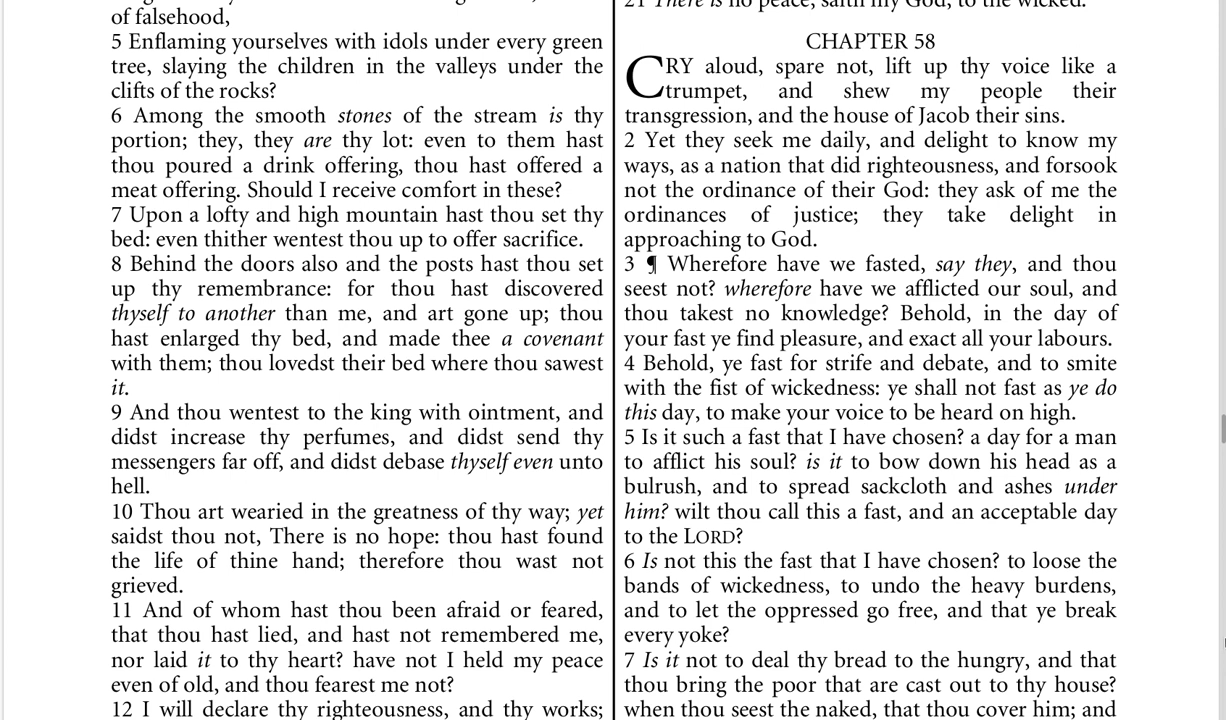 of falsehood,
5 Enflaming yourselves with idols under every green
tree, slaying the children in the valleys under the
clifts of the rocks?
6 Among the smooth stones of the stream is thy
portion; they, they are thy lot: even to them hast
thou poured a drink offering, thou hast offered a
meat offering. Should I receive comfort in these?
7 Upon a lofty and high mountain hast thou set thy
bed: even thither wentest thou up to offer sacrifice.
8 Behind the doors also and the posts hast thou set
up thy remembrance: for thou hast discovered
thyself to another than me, and art gone up; thou
hast enlarged thy bed, and made thee a covenant
with them; thou lovedst their bed where thou sawest
it.
9 And thou wentest to the king with ointment, and
didst increase thy perfumes, and didst send thy
messengers far off, and didst debase thyself even unto
hell.
10 Thou art wearied in the greatness of thy way; yet
saidst thou not, There is no hope: thou hast found
the life of thine hand; therefore thou wast not
grieved.
11 And of whom hast thou been afraid or feared,
that thou hast lied, and hast not remembered me,
nor laid it to thy heart? have not I held my peace
even of old, and thou fearest me not?
12 I will declare thy righteousness, and thy works;
21 There is no peace, saith my God, to the wicked.
CHAPTER 58
CRY aloud, spare not, lift up thy voice like a
trumpet, and shew my people their
transgression, and the house of Jacob their sins.
2 Yet they seek me daily, and delight to know my
ways, as a nation that did righteousness, and forsook
not the ordinance of their God: they ask of me the
ordinances of justice; they take delight in
approaching to God.
3 ¶ Wherefore have we fasted, say they, and thou
seest not? wherefore have we afflicted our soul, and
thou takest no knowledge? Behold, in the day of
your fast ye find pleasure, and exact all your labours.
4 Behold, ye fast for strife and debate, and to smite
with the fist of wickedness: ye shall not fast as ye do
this day, to make your voice to be heard on high.
5 Is it such a fast that I have chosen? a day for a man
to afflict his soul? is it to bow down his head as a
bulrush, and to spread sackcloth and ashes under
him? wilt thou call this a fast, and an acceptable day
to the LORD?
6 Is not this the fast that I have chosen? to loose the
bands of wickedness, to undo the heavy burdens,
and to let the oppressed go free, and that ye break
every yoke?
7 Is it not to deal thy bread to the hungry, and that
thou bring the poor that are cast out to thy house?
when thou seest the naked, that thou cover him; and